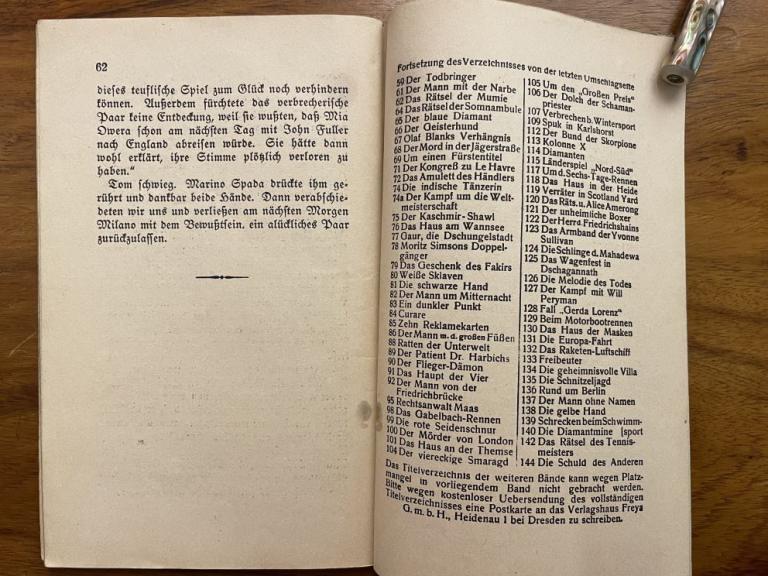 62
dieses teuflische Spiel zum Glück noch verhindern
können. Außerdem fürchtete das verbrecherische
Paar keine Entdeckung, weil sie wußten, daß Mia
Dwera schon am nächsten Tag mit John Fuller
nach England abreisen würde. Sie hätte dann
wohl erklärt, ihre Stimme plötzlich verloren zu
haben.“
Tom schwieg. Marino Spada drückte ihm ge-
rührt und dankbar beide Hände. Dann verabschie-
deten wir uns und verließen am nächsten Morgen
Milano mit dem Bewußtsein, ein glückliches Paar
zurückzulassen.
Fortsetzung des Verzeichnisses von der letzten Umschlagseite
59 Der Todbringer
61 Der Mann mit der Narbe
62 Das Rätsel der Mumie
64 Das Rätsel der Somnambule
65 Der blaue Diamant
66 Der Geisterhund
67 Olaf Blanks Verhängnis
68 Der Mord in der Jägerstraße
69 Um einen Fürstentitel
71 Der Kongreß zu Le Havre
72 Das Amulett des Händlers
74 Die indische Tänzerin
74a Der Kampf um die Welt-
meisterschaft
75 Der Kaschmir-Shawl
76 Das Haus am Wannsee
77 Gaur, die Dschungelstadt
78 Moritz Simsons Doppel-
gänger
79 Das Geschenk des Fakirs
80 Weiße Sklaven
81 Die schwarze Hand
82 Der Mann um Mitternacht
83 Ein dunkler Punkt
84 Curare
85 Zehn Reklamekarten
86 Der Mann m. d. großen Füßen
88 Ratten der Unterwelt
89 Der Patient Dr. Harbichs
90 Der Flieger-Dämon
91 Das Haupt der Vier
92 Der Mann von der
Friedrichbrücke
95 Rechtsanwalt Maas
98 Das Gabelbach-Rennen
99 Die rote Seidenschnur
100 Der Mörder von London
101 Das Haus an der Themse
104 Der viereckige Smaragd
105 Um den „Großen Preis“
106 Der Dolch der Schaman-
priester
107 Verbrechen b. Wintersport
109 Spuk in Karlshorst
112 Der Bund der Skorpione
113 Kolonne X
114 Diamanten
115 Länderspiel „Nord-Süd“
117 Um d. Sechs-Tage-Rennen
118 Das Haus in der Heide
119 Verräter in Scotland Yard
120 Das Räts. u. Alice Amerong
121 Der unheimliche Boxer
122 Der Herr d. Friedrichshains
123 Das Armband der Yvonne
Sullivan
124 Die Schlinge d. Mahadewa
125 Das Wagenfest in
Dschagannath
126 Die Melodie des Todes
127 Der Kampf mit Will
Peryman
128 Fall „Gerda Lorenz“
129 Beim Motorbootrennen
130 Das Haus der Masken
131 Die Europa-Fahrt
132 Das Raketen-Luftschiff
133 Freibeuter
134 Die geheimnisvolle Villa
135 Die Schnitzeljagd
136 Rund um Berlin
137 Der Mann ohne Namen
138 Die gelbe Hand
139 Schrecken beim Schwimm-
140 Die Diamantmine [sport
142 Das Rätsel des Tennis-
meisters
144 Die Schuld des Anderen
Das Titelverzeichnis der weiteren Bände kann wegen Platz-
mangel in vorliegendem Band nicht gebracht werden.
Bitte wegen kostenloser Uebersendung des vollständigen
Titelverzeichnisses eine Postkarte an das Verlagshaus Freya
G. m. b. H., Heidenau 1 bei Dresden zu schreiben.